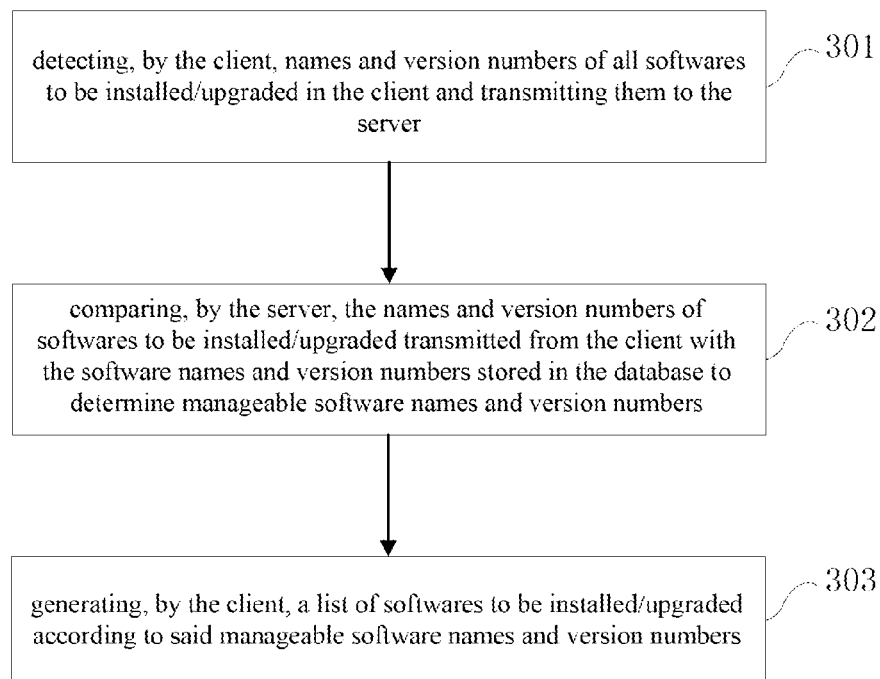 detecting, by the client, names and version numbers of all softwares
to be installed/upgraded in the client and transmitting them to the
server
301
comparing, by the server, the names and version numbers of
softwares to be installed/upgraded transmitted from the client with
the software names and version numbers stored in the database to
determine manageable software names and version numbers
302
generating, by the client, a list of softwares to be installed/upgraded
according to said manageable software names and version numbers
303